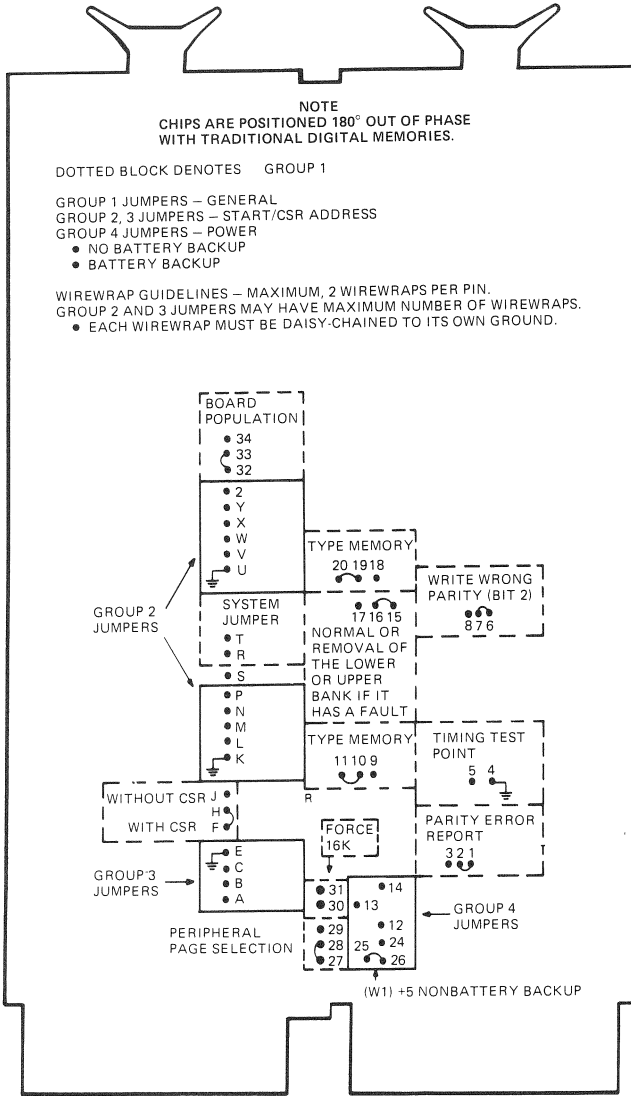 NOTE
CHIPS ARE POSITIONED 180° OUT OF PHASE
WITH TRADITIONAL DIGITAL MEMORIES.
DOTTED BLOCK DENOTES GROUP 1
GROUP 1 JUMPERS — GENERAL
GROUP 2, 3 JUMPERS — START/CSR ADDRESS
GROUP 4 JUMPERS — POWER
• NO BATTERY BACKUP
• BATTERY BACKUP
WIREWRAP GUIDELINES — MAXIMUM, 2 WIREWRAPS PER PIN.
GROUP 2 AND 3 JUMPERS MAY HAVE MAXIMUM NUMBER OF WIREWRAPS.
• EACH WIREWRAP MUST BE DAISY-CHAINED TO ITS OWN GROUND.
BOARD
POPULATION
34
33
32
2
Y
X
W
V
U
GROUP 2
JUMPERS
SYSTEM
JUMPER
T
R
S
P
N
M
L
K
TYPE MEMORY
20 19 18
17 16 15
NORMAL OR
REMOVAL OF
THE LOWER
OR UPPER
BANK IF IT
HAS A FAULT
WRITE WRONG
PARITY (BIT 2)
8 7 6
TYPE MEMORY
11 10 9
R
TIMING TEST
POINT
5 4
PARITY ERROR
REPORT
3 2 1
WITHOUT CSR J
H
WITH CSR F
E
C
B
A
GROUP 3
JUMPERS
FORCE
16K
31
30
29
28
27
PERIPHERAL
PAGE SELECTION
14
13
12
24
25
26
GROUP 4
JUMPERS
(W1) +5 NONBATTERY BACKUP